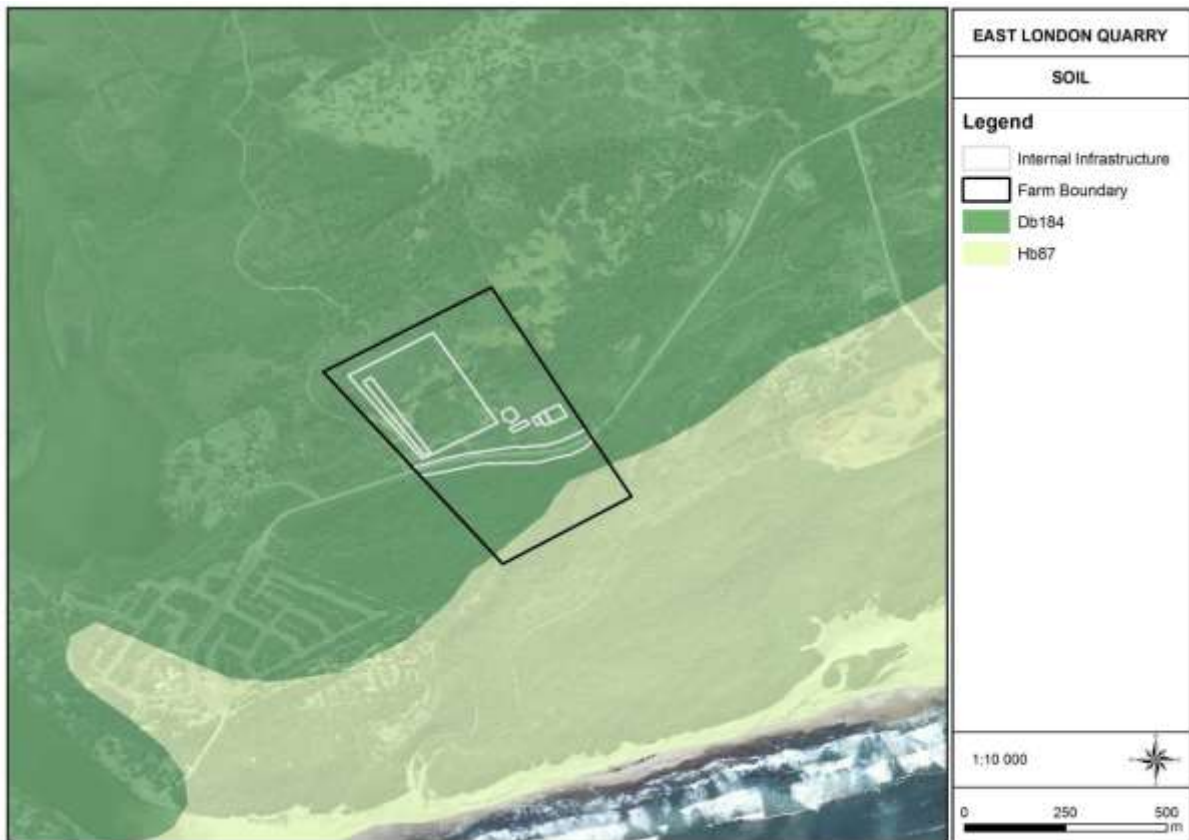 EAST LONDON QUARRY
SOIL
Legend
Internal Infrastructure
Farm Boundary
Db184
Hb87
1:10 000
0 250 500
m